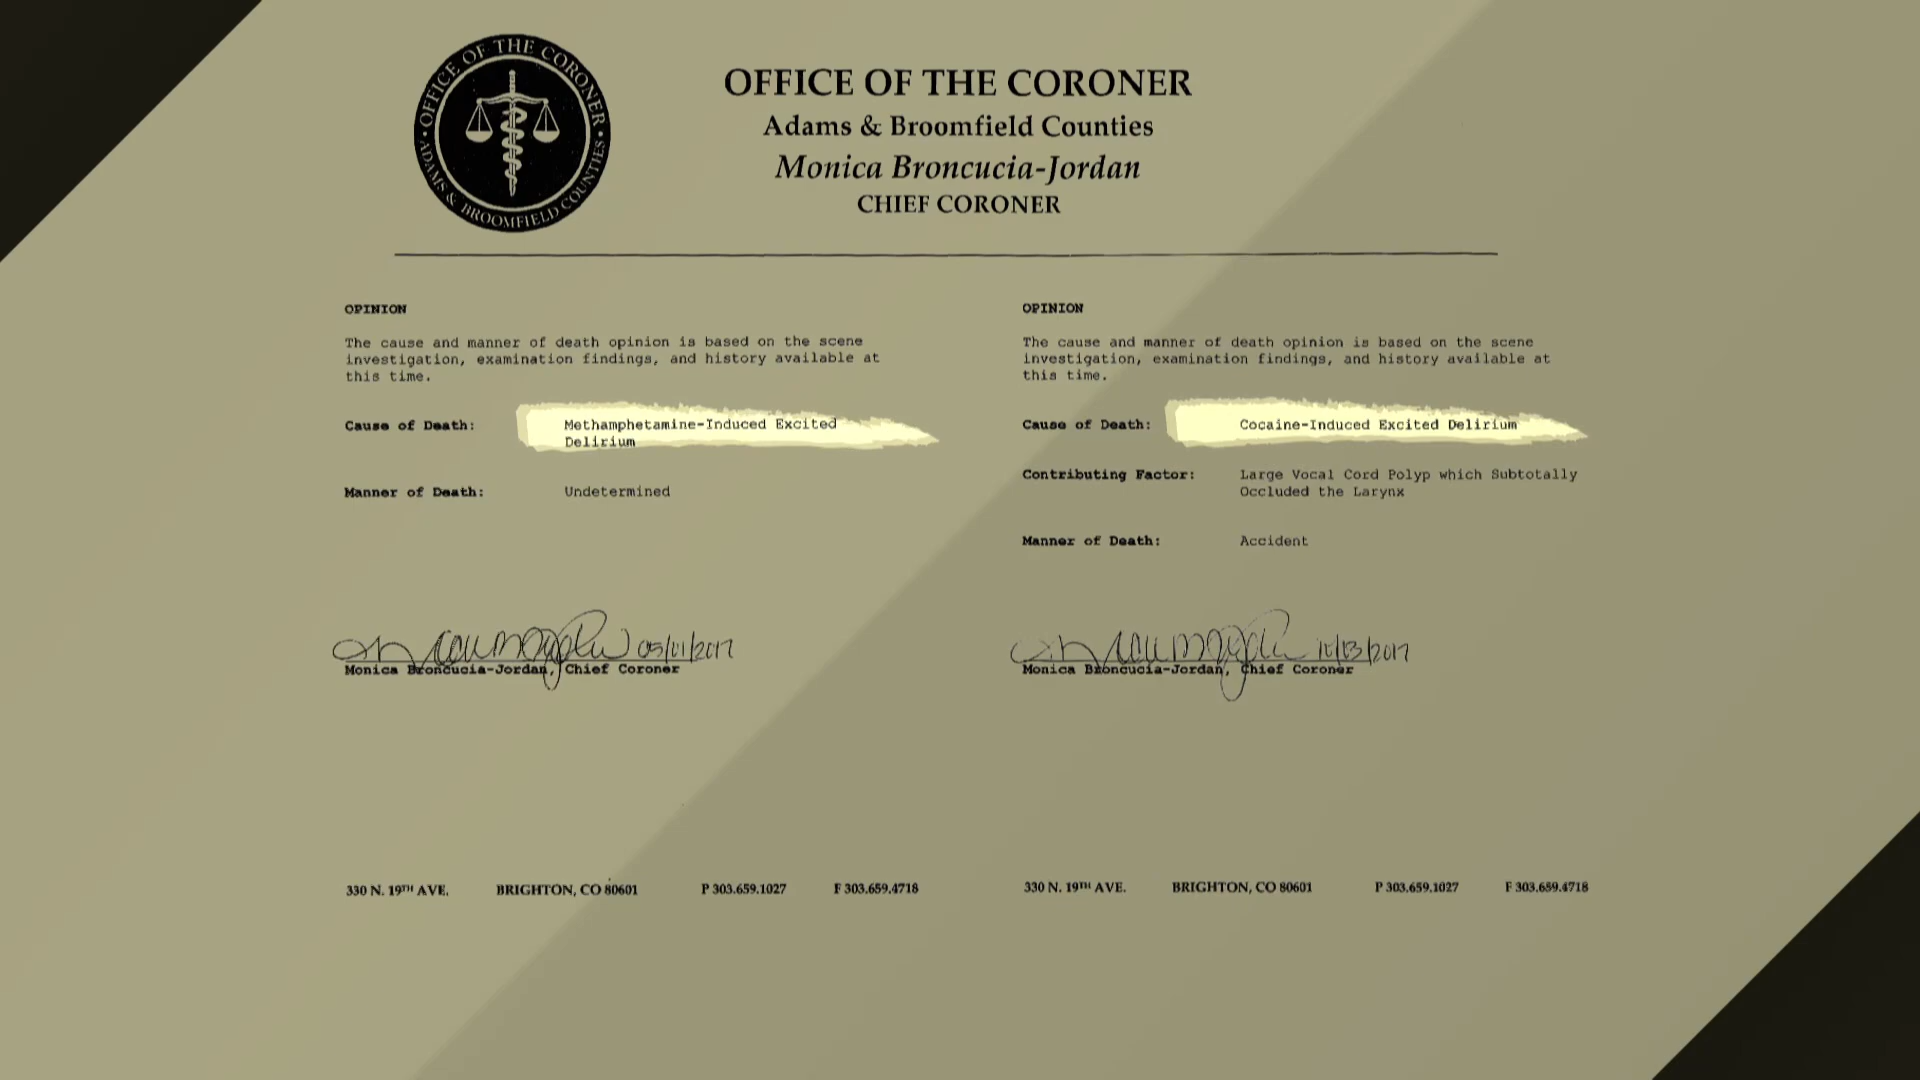 OFFICE OF THE CORONER
ADAMS & BROOMFIELD COUNTIES
OFFICE OF THE CORONER
Adams & Broomfield Counties
Monica Broncucia-Jordan
CHIEF CORONER
OPINION
The cause and manner of death opinion is based on the scene
investigation, examination findings, and history available at
this time.
Cause of Death: Methamphetamine-Induced Excited
Delirium
Manner of Death: Undetermined
05/01/2017
Monica Broncucia-Jordan, Chief Coroner
330 N. 19TH AVE. BRIGHTON, CO 80601 P 303.659.1027 F 303.659.4718
OPINION
The cause and manner of death opinion is based on the scene
investigation, examination findings, and history available at
this time.
Cause of Death: Cocaine-Induced Excited Delirium
Contributing Factor: Large Vocal Cord Polyp which Subtotally
Occluded the Larynx
Manner of Death: Accident
Monica Broncucia-Jordan, Chief Coroner
330 N. 19TH AVE. BRIGHTON, CO 80601 P 303.659.1027 F 303.659.4718